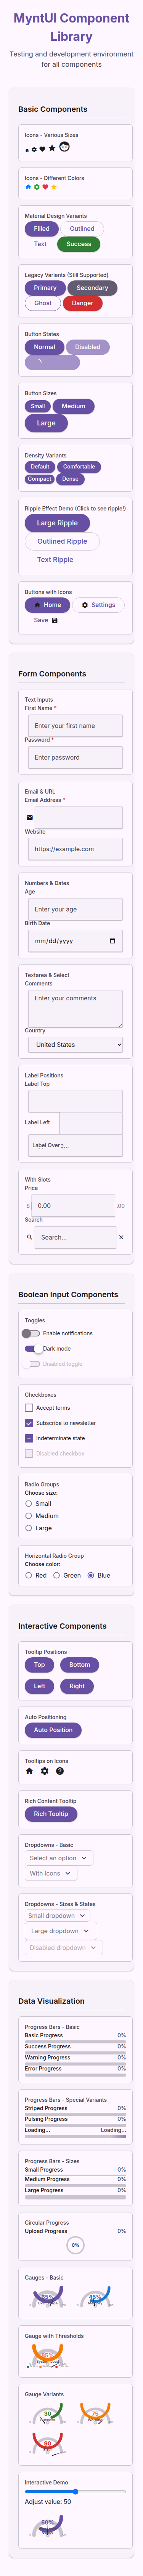 MyntUI Component
Library
Testing and development environment
for all components
Basic Components
Icons - Various Sizes
Icons - Different Colors
Material Design Variants
Filled
Outlined
Text
Success
Legacy Variants (Still Supported)
Primary
Secondary
Ghost
Danger
Button States
Normal
Disabled
Button Sizes
Small
Medium
Large
Density Variants
Default
Comfortable
Compact
Dense
Ripple Effect Demo (Click to see ripple!)
Large Ripple
Outlined Ripple
Text Ripple
Buttons with Icons
Home
Settings
Save
Form Components
Text Inputs
First Name *
Enter your first name
Password *
Enter password
Email & URL
Email Address *
Website
https://example.com
Numbers & Dates
Age
Enter your age
Birth Date
mm/dd/yyyy
Textarea & Select
Comments
Enter your comments
Country
United States
Label Positions
Label Top
Label Left
With Slots
Price
$ 0.00 .00
Search
Search...
Boolean Input Components
Toggles
Enable notifications
Dark mode
Disabled toggle
Checkboxes
Accept terms
Subscribe to newsletter
Indeterminate state
Disabled checkbox
Radio Groups
Choose size:
Small
Medium
Large
Horizontal Radio Group
Choose color:
Red Green Blue
Interactive Components
Tooltip Positions
Top
Bottom
Left
Right
Auto Positioning
Auto Position
Tooltips on Icons
Rich Content Tooltip
Rich Tooltip
Dropdowns - Basic
Select an option
With Icons
Dropdowns - Sizes & States
Small dropdown
Large dropdown
Disabled dropdown
Data Visualization
Progress Bars - Basic
Basic Progress 0%
Success Progress 0%
Warning Progress 0%
Error Progress 0%
Progress Bars - Special Variants
Striped Progress 0%
Pulsing Progress 0%
Loading... Loading...
Progress Bars - Sizes
Small Progress 0%
Medium Progress 0%
Large Progress 0%
Circular Progress
Upload Progress 0%
0%
Gauges - Basic
45%
Gauge with Thresholds
Gauge Variants
30
75
90
Interactive Demo
Adjust value: 50
50%